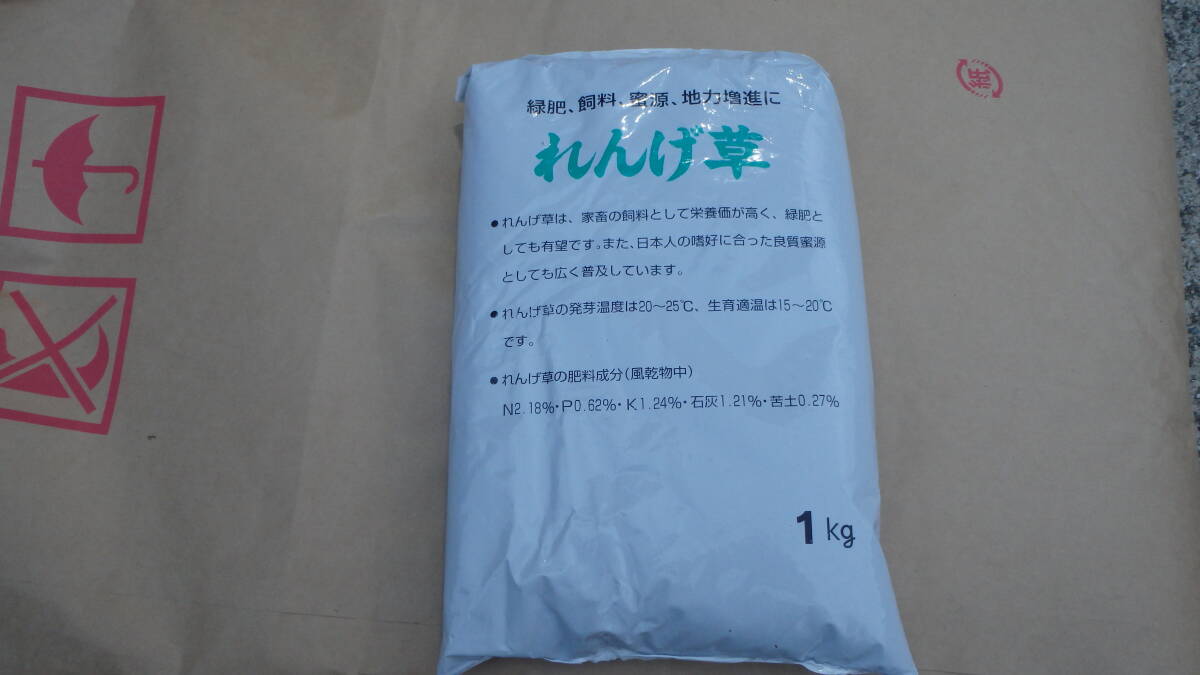 緑肥、飼料、蜜源、地力増進に
れんげ草
●れんげ草は、家畜の飼料として栄養価が高く、緑肥と
しても有望です。また、日本人の嗜好に合った良質蜜源
としても広く普及しています。
●れんげ草の発芽温度は20〜25℃、生育適温は15〜20℃
です。
●れんげ草の肥料成分(風乾物中)
N2.18%・P0.62%・K1.24%・石灰1.21%・苦土0.27%
1kg
紙